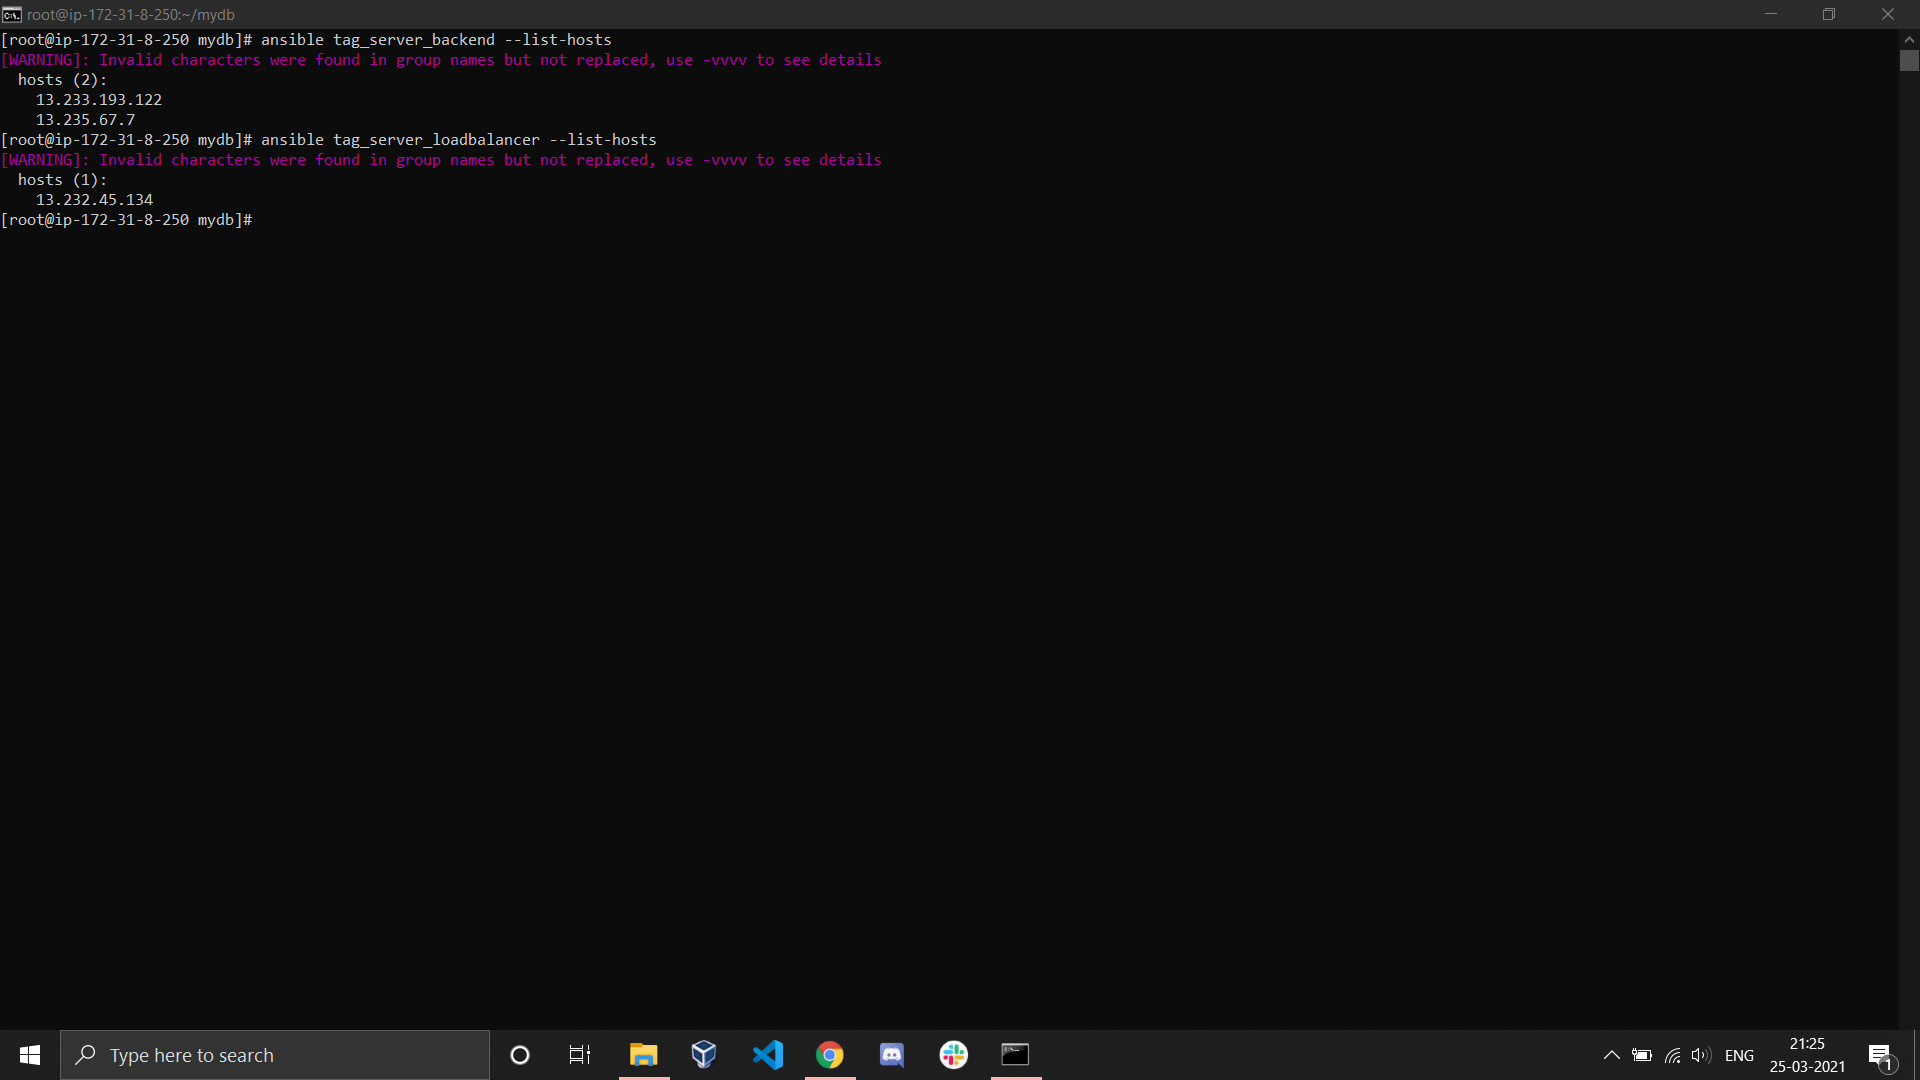 root@ip-172-31-8-250:~/mydb
[root@ip-172-31-8-250 mydb]# ansible tag_server_backend --list-hosts
[WARNING]: Invalid characters were found in group names but not replaced, use -vvvv to see details
  hosts (2):
    13.233.193.122
    13.235.67.7
[root@ip-172-31-8-250 mydb]# ansible tag_server_loadbalancer --list-hosts
[WARNING]: Invalid characters were found in group names but not replaced, use -vvvv to see details
  hosts (1):
    13.232.45.134
[root@ip-172-31-8-250 mydb]#
Type here to search
ENG
21:25
25-03-2021
1